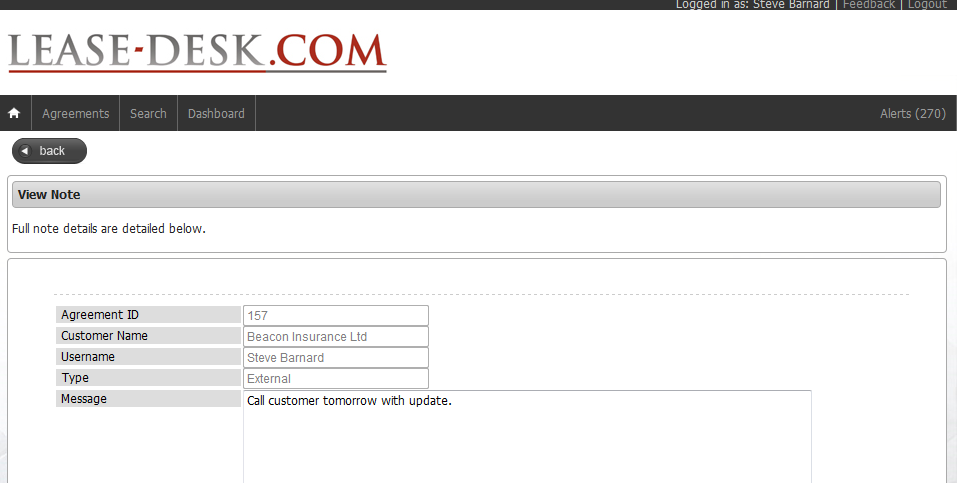 Logged in as: Steve Barnard | Feedback | Logout
LEASE-DESK.COM
Agreements Search Dashboard Alerts (270)
back
View Note
Full note details are detailed below.
Agreement ID 157
Customer Name Beacon Insurance Ltd
Username Steve Barnard
Type External
Message Call customer tomorrow with update.